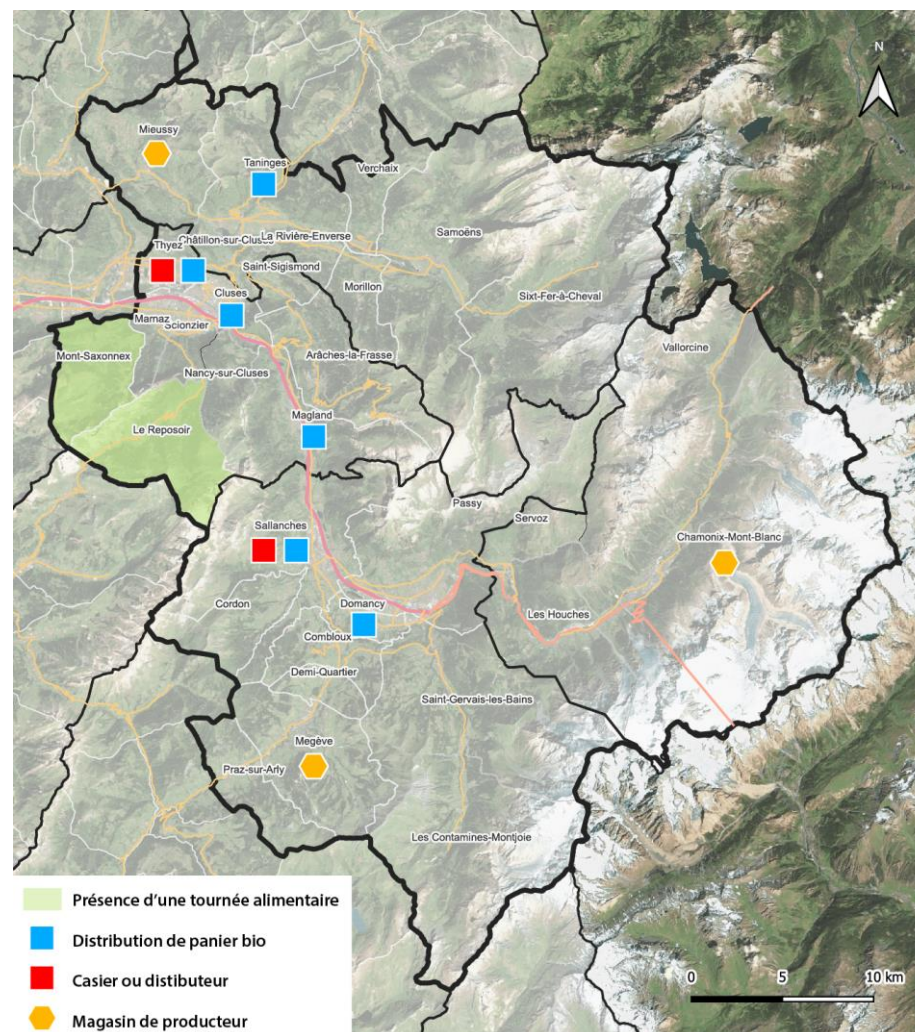 N
Mieussy
Taninges
Verchaix
Samoëns
La Rivière-Enverse
Châtillon-sur-Cluses
Thyez
Saint-Sigismond
Morillon
Sixt-Fer-à-Cheval
Cluses
Marnaz
Scionzier
Vallorcine
Mont-Saxonnex
Arâches-la-Frasse
Nancy-sur-Cluses
Magland
Le Reposoir
Passy
Servoz
Sallanches
Chamonix-Mont-Blanc
Cordon
Domancy
Les Houches
Combloux
Demi-Quartier
Saint-Gervais-les-Bains
Megève
Praz-sur-Arly
Les Contamines-Montjoie
Présence d'une tournée alimentaire
Distribution de panier bio
Casier ou distibuteur
Magasin de producteur
0 5 10 km